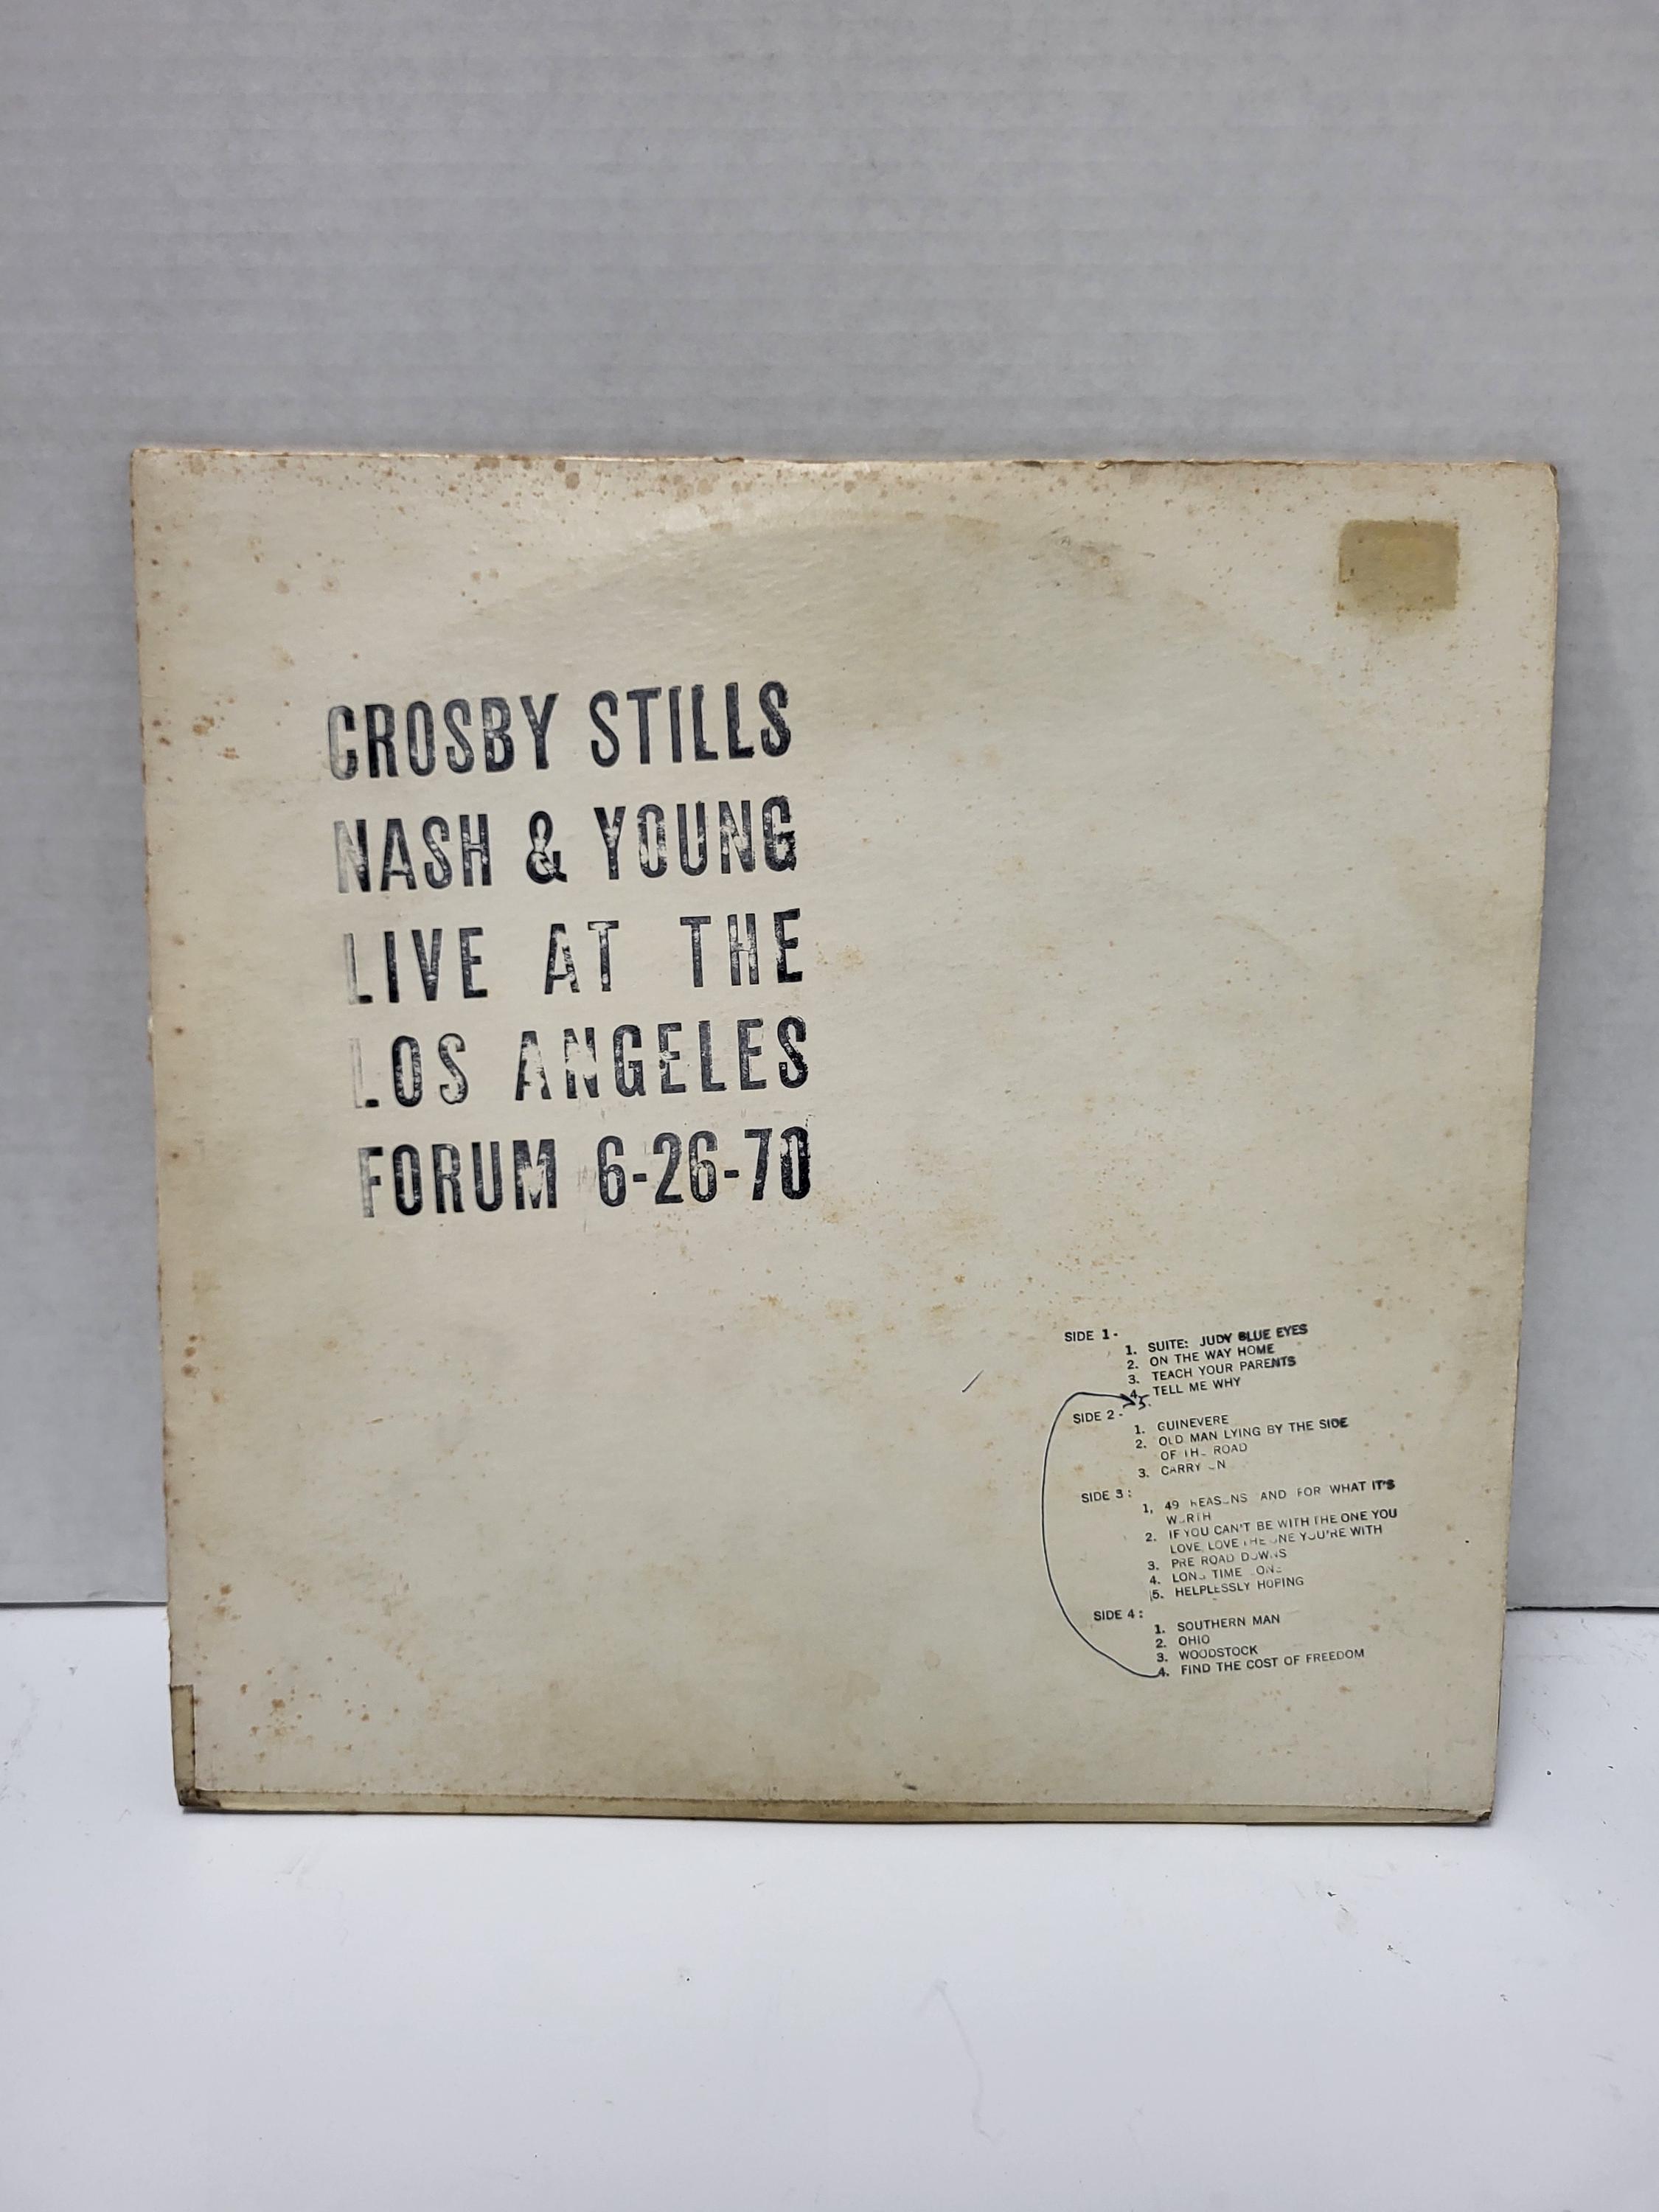 CROSBY STILLS
NASH & YOUNG
LIVE AT THE
LOS ANGELES
FORUM 6-26-70
SIDE 1-
1. SUITE: JUDY BLUE EYES
2. ON THE WAY HOME
3. TEACH YOUR PARENTS
4. TELL ME WHY
5.
SIDE 2-
1. GUINEVERE
2. OLD MAN LYING BY THE SIDE
OF THE ROAD
3. CARRY ON
SIDE 3:
1. 49 REASONS AND FOR WHAT IT'S
WORTH
2. IF YOU CAN'T BE WITH THE ONE YOU
LOVE, LOVE THE ONE YOU'RE WITH
3. PRE ROAD DOWNS
4. LONG TIME GONE
5. HELPLESSLY HOPING
SIDE 4:
1. SOUTHERN MAN
2. OHIO
3. WOODSTOCK
4. FIND THE COST OF FREEDOM